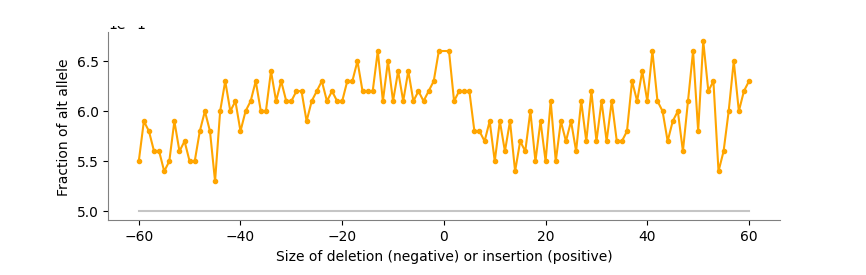 6.5
6.0
5.5
5.0
Fraction of alt allele
−60 −40 −20 0 20 40 60
Size of deletion (negative) or insertion (positive)